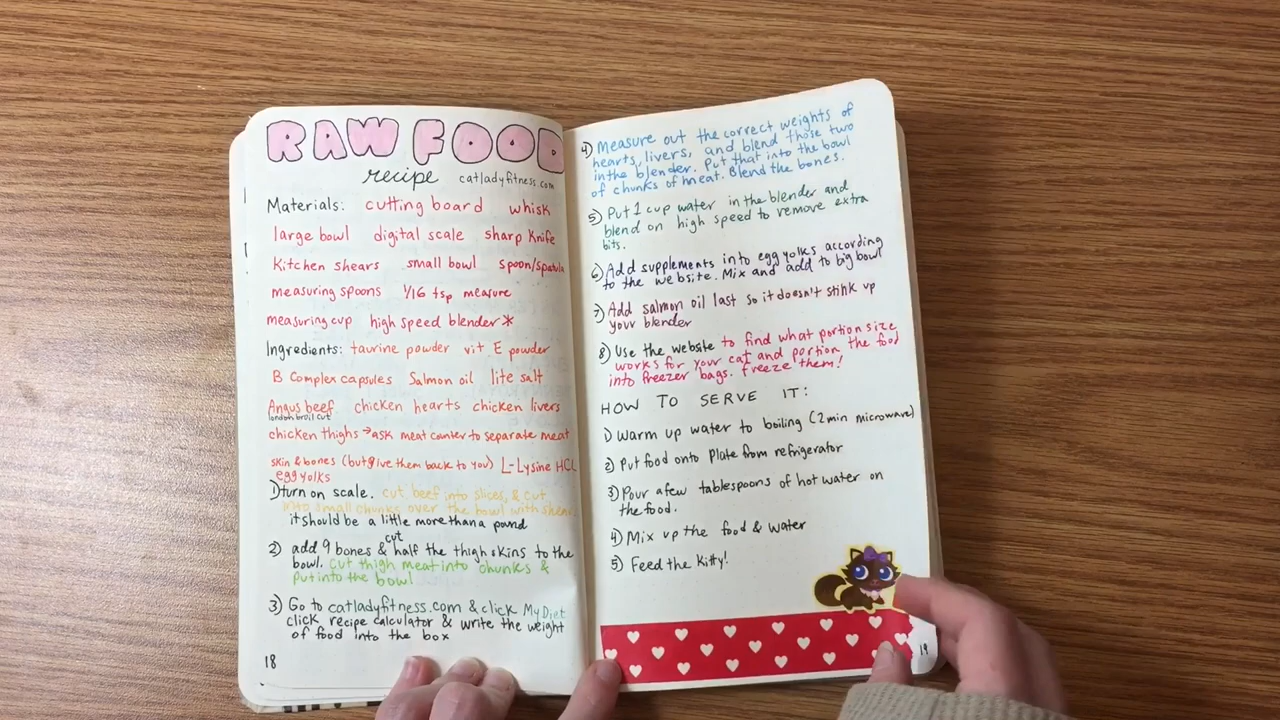 RAW FOOD
recipe catladyfitness.com
Materials: cutting board whisk
large bowl digital scale sharp knife
Kitchen shears small bowl spoon/spatula
measuring spoons 1/16 tsp measure
measuring cup high speed blender*
Ingredients: taurine powder vit E powder
B Complex capsules Salmon oil lite salt
Angus beef chicken hearts chicken livers
london broil cut
chicken thighs → ask meat counter to separate meat
skin & bones (but give them back to you) L-Lysine HCL
egg yolks
1) turn on scale. cut beef into slices, & cut
into small chunks over the bowl with shears
it should be a little more than a pound
2) add 9 bones & cut half the thigh skins to the
bowl. cut thigh meat into chunks &
put into the bowl
3) Go to catladyfitness.com & click My Diet
click recipe calculator & write the weight
of food into the box
18
4) Measure out the correct weights of
hearts, livers, and blend those two
in the blender. Put that into the bowl
of chunks of meat. Blend the bones.
5) Put 1 cup water in the blender and
blend on high speed to remove extra
bits.
6) Add supplements into egg yolks according
to the website. Mix and add to big bowl
7) Add salmon oil last so it doesn't stink up
your blender
8) Use the website to find what portion size
works for your cat and portion the food
into freezer bags. freeze them!
HOW TO SERVE IT:
1) Warm up water to boiling (2 min microwave)
2) Put food onto plate from refrigerator
3) Pour a few tablespoons of hot water on
the food.
4) Mix up the food & water
5) Feed the kitty!
19